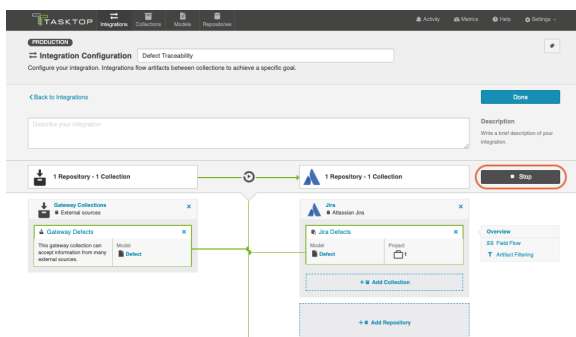 TASKTOP
Integrations
Collections
Models
Repositories
Activity
Metrics
Help
Settings
PRODUCTION
Integration Configuration
Defect Traceability
Configure your integration. Integrations flow artifacts between collections to achieve a specific goal.
Back to Integrations
Done
Describe your integration
Description
Write a brief description of your
integration.
1 Repository - 1 Collection
1 Repository - 1 Collection
Stop
Gateway Collections
External sources
Gateway Defects
This gateway collection can
accept information from many
external sources.
Model
Defect
Jira
Atlassian Jira
Jira Defects
Model
Defect
Project
1
+ Add Collection
+ Add Repository
Overview
Field Flow
Artifact Filtering